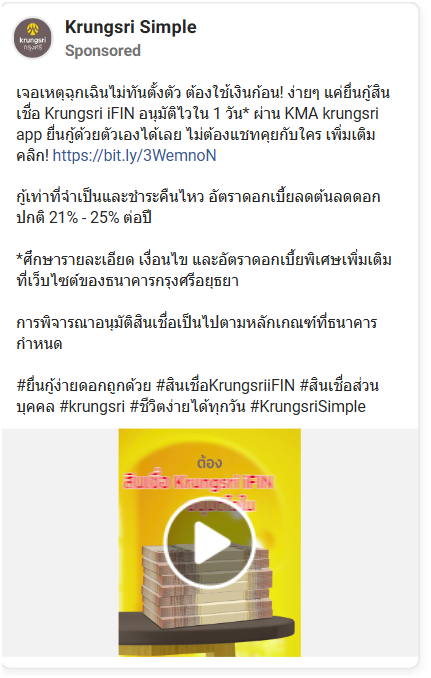 Krungsri Simple
Sponsored
krungsri
กรุงศรี
เจอเหตุฉุกเฉินไม่ทันตั้งตัว ต้องใช้เงินก้อน! ง่ายๆ แค่ยื่นกู้สิน
เชื่อ Krungsri iFIN อนุมัติไวใน 1 วัน* ผ่าน KMA krungsri
app ยื่นกู้ด้วยตัวเองได้เลย ไม่ต้องแชทคุยกับใคร เพิ่มเติม
คลิก! https://bit.ly/3WemnoN
กู้เท่าที่จำเป็นและชำระคืนไหว อัตราดอกเบี้ยลดต้นลดดอก
ปกติ 21% - 25% ต่อปี
*ศึกษารายละเอียด เงื่อนไข และอัตราดอกเบี้ยพิเศษเพิ่มเติม
ที่เว็บไซต์ของธนาคารกรุงศรีอยุธยา
การพิจารณาอนุมัติสินเชื่อเป็นไปตามหลักเกณฑ์ที่ธนาคาร
กำหนด
#ยื่นกู้ง่ายดอกถูกด้วย #สินเชื่อKrungsriiFIN #สินเชื่อส่วน
บุคคล #krungsri #ชีวิตง่ายได้ทุกวัน #KrungsriSimple
ต้อง
สินเชื่อ Krungsri iFIN